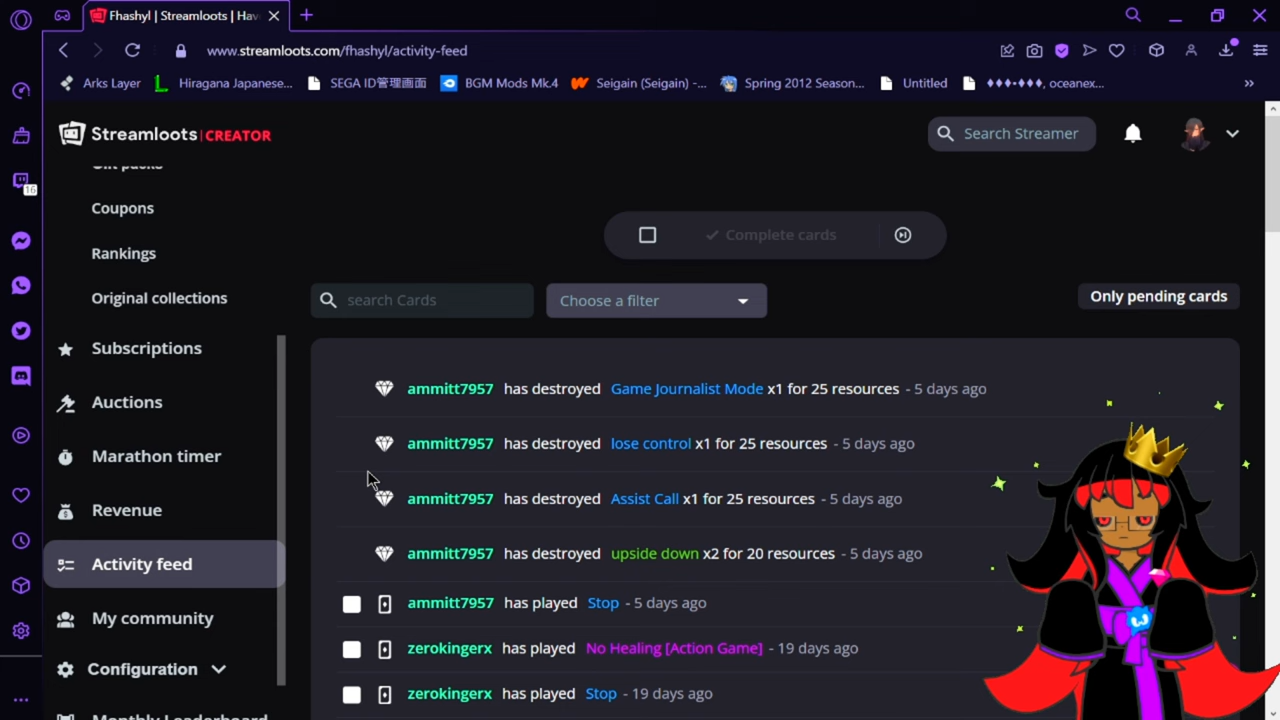 Fhashyl | Streamloots | Hav
www.streamloots.com/fhashyl/activity-feed
Arks Layer
Hiragana Japanese...
SEGA ID管理画面
BGM Mods Mk.4
Seigain (Seigain) -...
Spring 2012 Season...
Untitled
♦♦♦•♦♦♦, oceanex...
»
16
Streamloots | CREATOR
Search Streamer
Gift packs
Coupons
Rankings
Original collections
Subscriptions
Auctions
Marathon timer
Revenue
Activity feed
My community
Configuration
Monthly Leaderboard
Complete cards
search Cards
Choose a filter
Only pending cards
ammitt7957 has destroyed Game Journalist Mode x1 for 25 resources - 5 days ago
ammitt7957 has destroyed lose control x1 for 25 resources - 5 days ago
ammitt7957 has destroyed Assist Call x1 for 25 resources - 5 days ago
ammitt7957 has destroyed upside down x2 for 20 resources - 5 days ago
ammitt7957 has played Stop - 5 days ago
zerokingerx has played No Healing [Action Game] - 19 days ago
zerokingerx has played Stop - 19 days ago